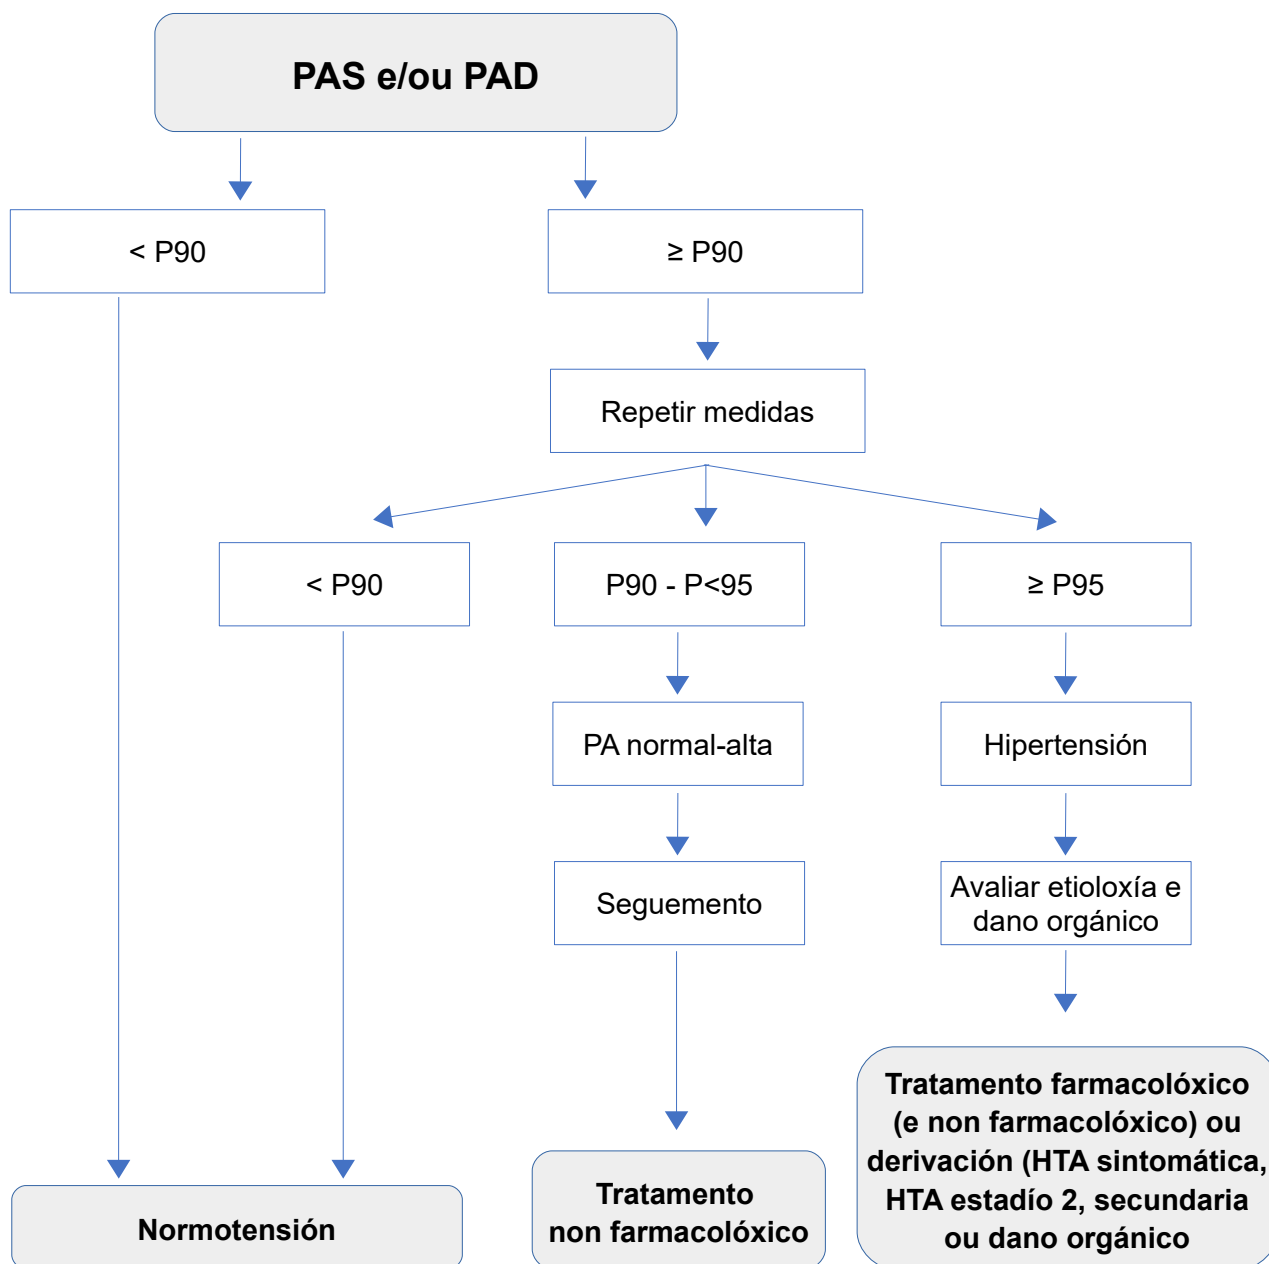 PAS e/ou PAD
< P90
≥ P90
Repetir medidas
< P90
P90 - P<95
≥ P95
PA normal-alta
Hipertensión
Seguemento
Avaliar etioloxía e
dano orgánico
Normotensión
Tratamento
non farmacolóxico
Tratamento farmacolóxico
(e non farmacolóxico) ou
derivación (HTA sintomática,
HTA estadío 2, secundaria
ou dano orgánico